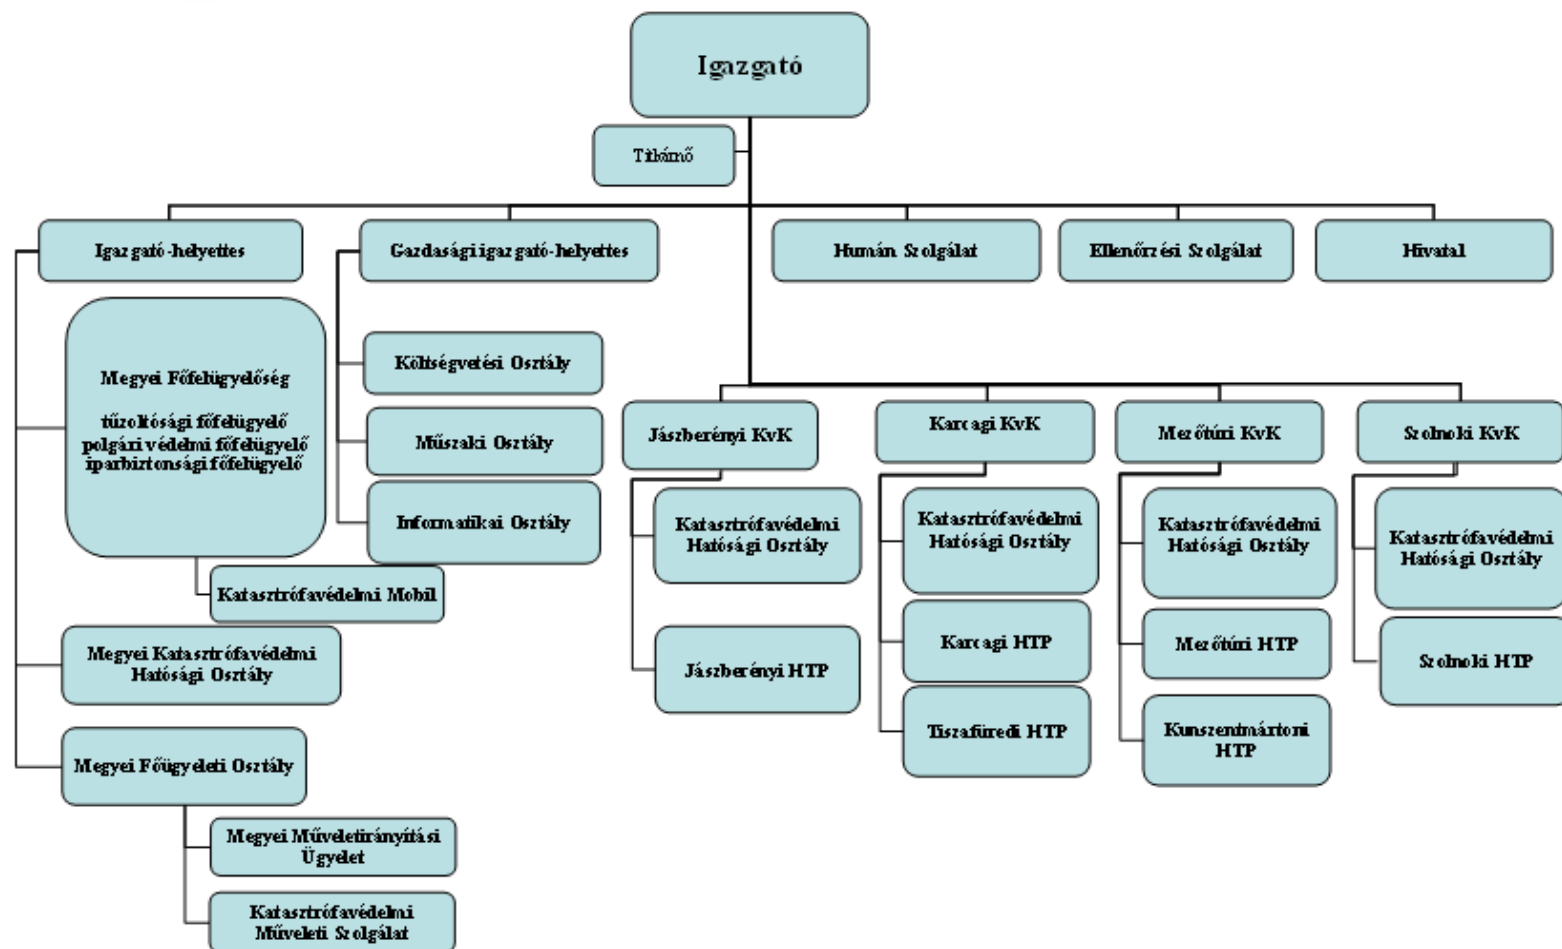 Igazgató
Titkárnő
Igazgató-helyettes
Gazdasági igazgató-helyettes
Humán Szolgálat
Ellenőrzési Szolgálat
Hivatal
Megyei Főfelügyelőség
tűzoltósági főfelügyelő
polgári védelmi főfelügyelő
iparbiztonsági főfelügyelő
Katasztrófavédelmi Mobil
Megyei Katasztrófavédelmi
Hatósági Osztály
Megyei Főügyeleti Osztály
Megyei Műveletirányítási
Ügyelet
Katasztrófavédelmi
Műveleti Szolgálat
Költségvetési Osztály
Műszaki Osztály
Informatikai Osztály
Jászberényi KvK
Katasztrófavédelmi
Hatósági Osztály
Jászberényi HTP
Karcagi KvK
Katasztrófavédelmi
Hatósági Osztály
Karcagi HTP
Tiszafüredi HTP
Mezőtúri KvK
Katasztrófavédelmi
Hatósági Osztály
Mezőtúri HTP
Kunszentmártoni
HTP
Szolnoki KvK
Katasztrófavédelmi
Hatósági Osztály
Szolnoki HTP